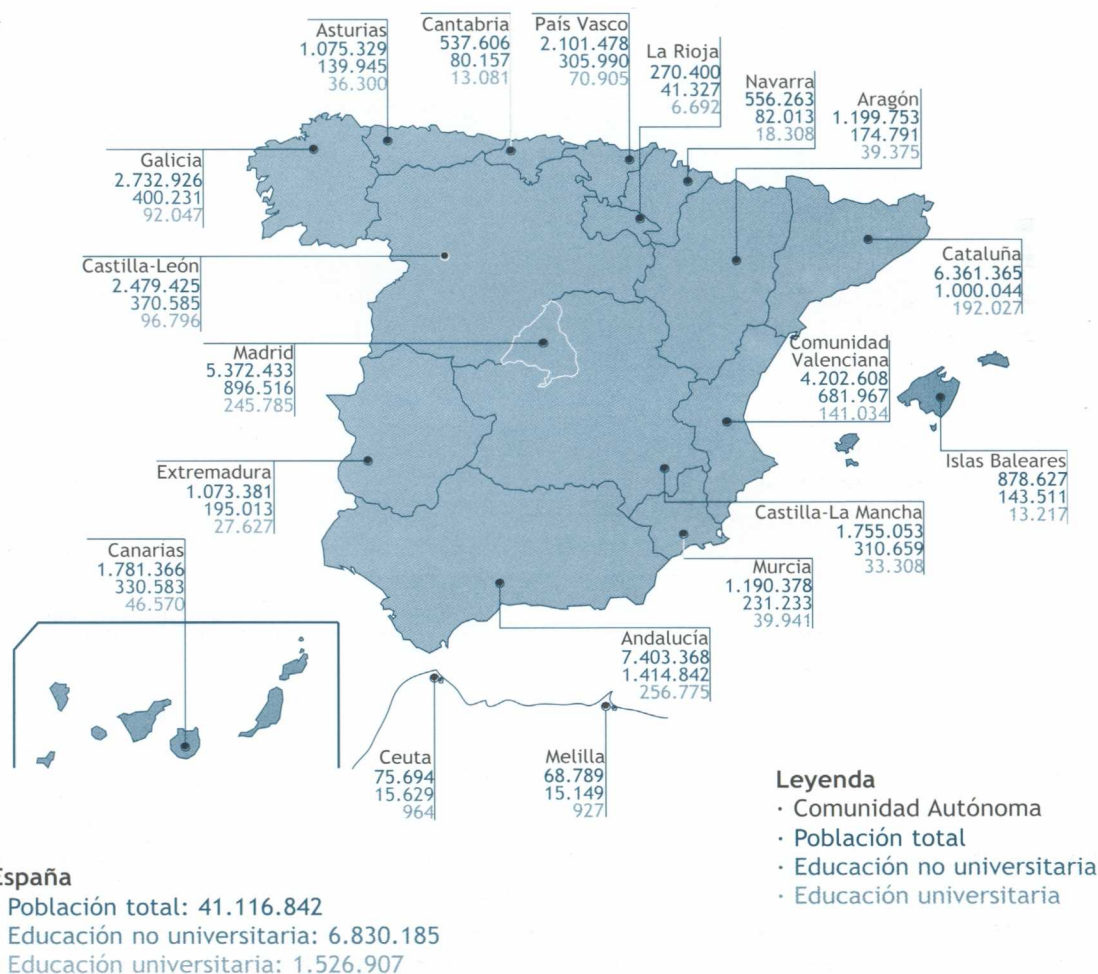 Asturias
1.075.329
139.945
36.300
Cantabria
537.606
80.157
13.081
País Vasco
2.101.478
305.990
70.905
La Rioja
270.400
41.327
6.692
Navarra
556.263
82.013
18.308
Aragón
1.199.753
174.791
39.375
Galicia
2.732.926
400.231
92.047
Castilla-León
2.479.425
370.585
96.796
Cataluña
6.361.365
1.000.044
192.027
Madrid
5.372.433
896.516
245.785
Comunidad
Valenciana
4.202.608
681.967
141.034
Extremadura
1.073.381
195.013
27.627
Islas Baleares
878.627
143.511
13.217
Castilla-La Mancha
1.755.053
310.659
33.308
Canarias
1.781.366
330.583
46.570
Murcia
1.190.378
231.233
39.941
Andalucía
7.403.368
1.414.842
256.775
Ceuta
75.694
15.629
964
Melilla
68.789
15.149
927
Leyenda
· Comunidad Autónoma
· Población total
· Educación no universitaria
· Educación universitaria
España
Población total: 41.116.842
Educación no universitaria: 6.830.185
Educación universitaria: 1.526.907